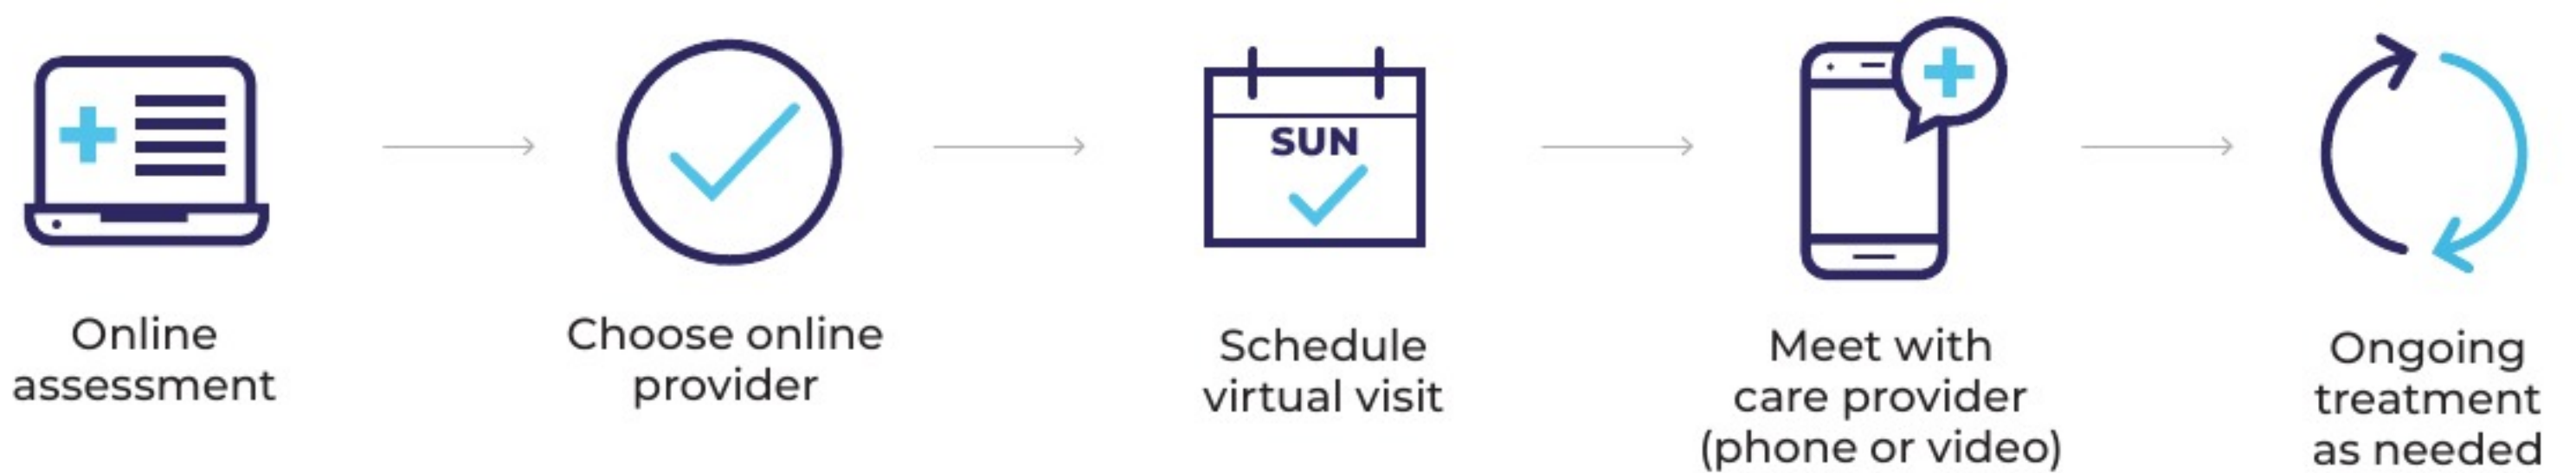 Online
assessment
Choose online
provider
SUN
Schedule
virtual visit
Meet with
care provider
(phone or video)
Ongoing
treatment
as needed